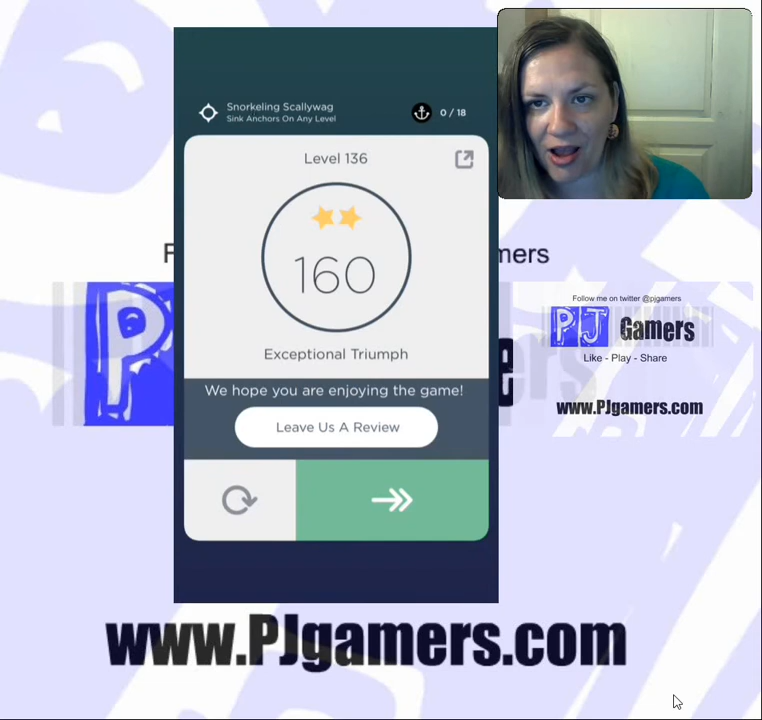 Snorkeling Scallywag
Sink Anchors On Any Level
0 / 18
Level 136
160
Exceptional Triumph
We hope you are enjoying the game!
Leave Us A Review
F
mers
P
e
Follow me on twitter @pjgamers
PJ Gamers
Like - Play - Share
www.PJgamers.com
www.PJgamers.com